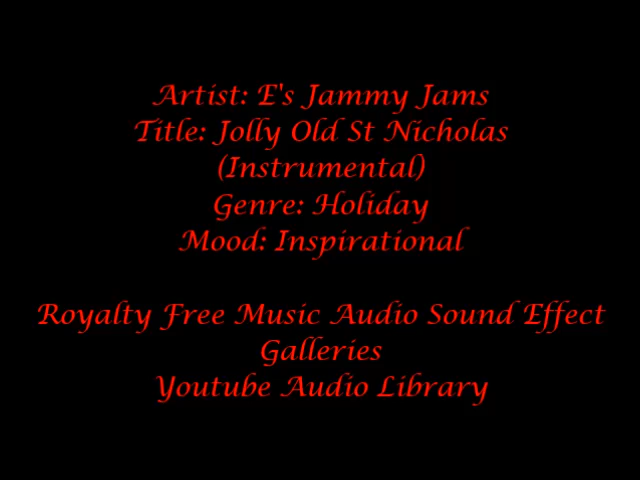 Artist: E's Jammy Jams
Title: Jolly Old St Nicholas
(Instrumental)
Genre: Holiday
Mood: Inspirational
Royalty Free Music Audio Sound Effect
Galleries
Youtube Audio Library